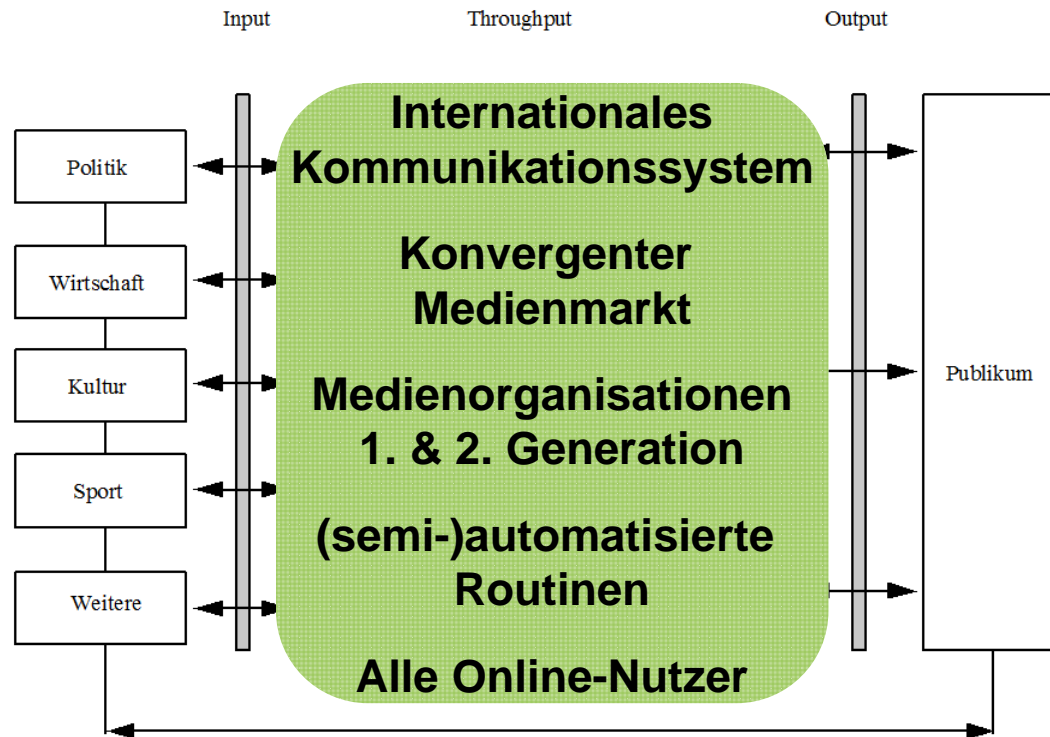 Input
Throughput
Output
Politik
Wirtschaft
Kultur
Sport
Weitere
Internationales
Kommunikationssystem
Konvergenter
Medienmarkt
Medienorganisationen
1. & 2. Generation
(semi-)automatisierte
Routinen
Alle Online-Nutzer
Publikum